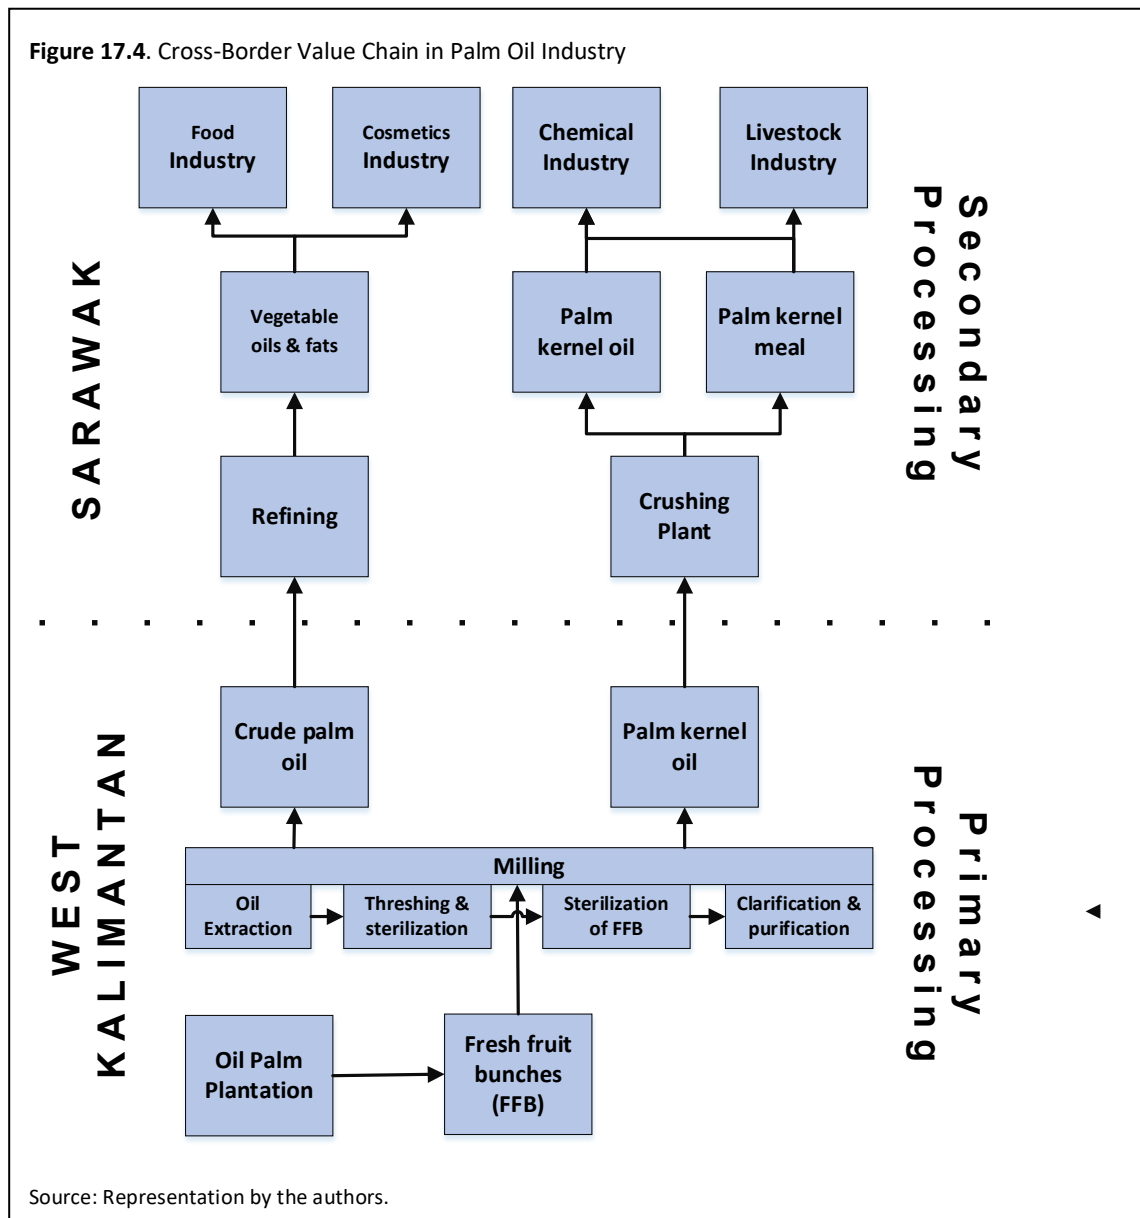 Figure 17.4. Cross-Border Value Chain in Palm Oil Industry
Food
Industry
Cosmetics
Industry
Chemical
Industry
Livestock
Industry
SARAWAK
Secondary
Processing
Vegetable
oils & fats
Palm
kernel oil
Palm kernel
meal
Refining
Crushing
Plant
WEST
KALIMANTAN
Primary
Processing
Crude palm
oil
Palm kernel
oil
Milling
Oil
Extraction
Threshing &
sterilization
Sterilization
of FFB
Clarification &
purification
Oil Palm
Plantation
Fresh fruit
bunches
(FFB)
Source: Representation by the authors.